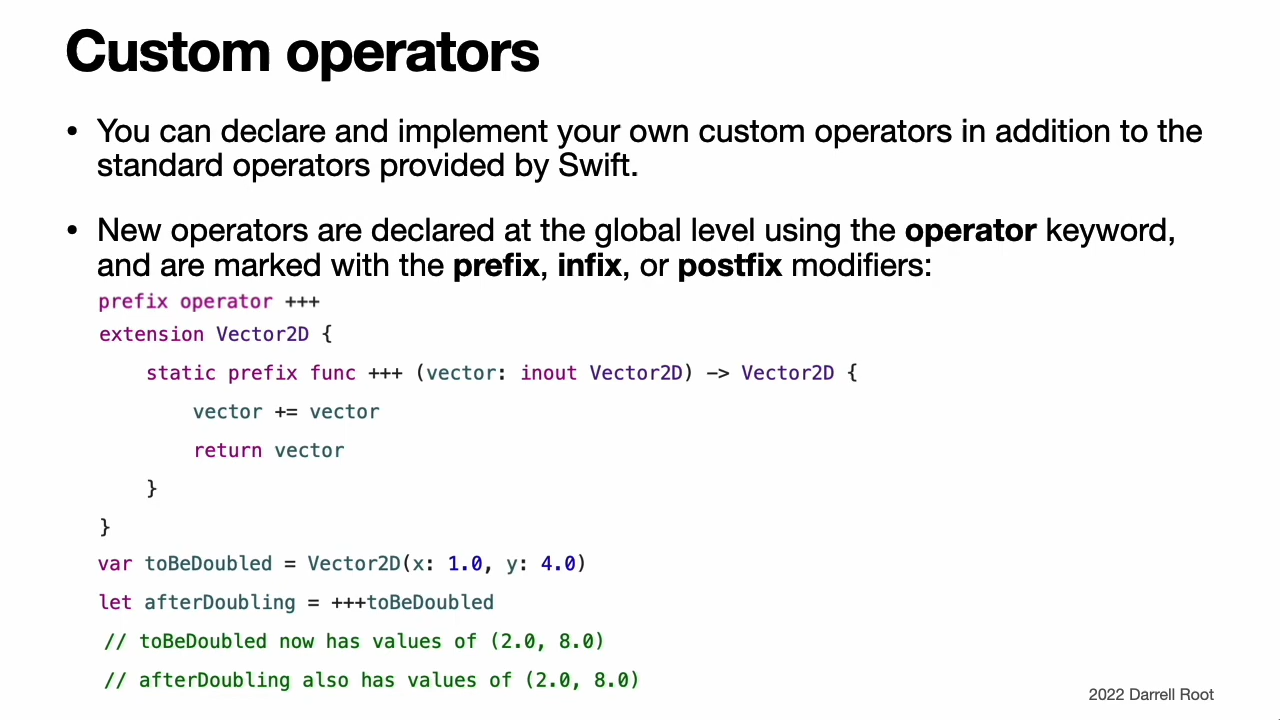 Custom operators
• You can declare and implement your own custom operators in addition to the
standard operators provided by Swift.
• New operators are declared at the global level using the operator keyword,
and are marked with the prefix, infix, or postfix modifiers:
prefix operator +++
extension Vector2D {
    static prefix func +++ (vector: inout Vector2D) -> Vector2D {
        vector += vector
        return vector
    }
}
var toBeDoubled = Vector2D(x: 1.0, y: 4.0)
let afterDoubling = +++toBeDoubled
// toBeDoubled now has values of (2.0, 8.0)
// afterDoubling also has values of (2.0, 8.0)
2022 Darrell Root